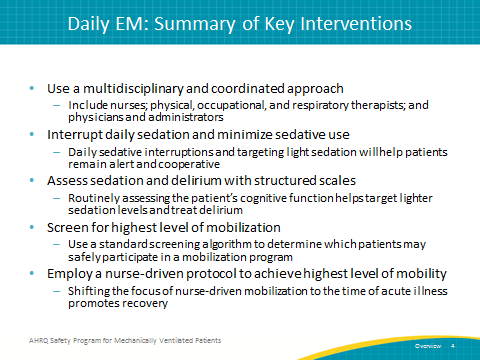 Daily EM: Summary of Key Interventions
• Use a multidisciplinary and coordinated approach
– Include nurses; physical, occupational, and respiratory therapists; and
physicians and administrators
• Interrupt daily sedation and minimize sedative use
– Daily sedative interruptions and targeting light sedation will help patients
remain alert and cooperative
• Assess sedation and delirium with structured scales
– Routinely assessing the patient's cognitive function helps target lighter
sedation levels and treat delirium
• Screen for highest level of mobilization
– Use a standard screening algorithm to determine which patients may
safely participate in a mobilization program
• Employ a nurse-driven protocol to achieve highest level of mobility
– Shifting the focus of nurse-driven mobilization to the time of acute illness
promotes recovery
AHRQ Safety Program for Mechanically Ventilated Patients
Overview 4